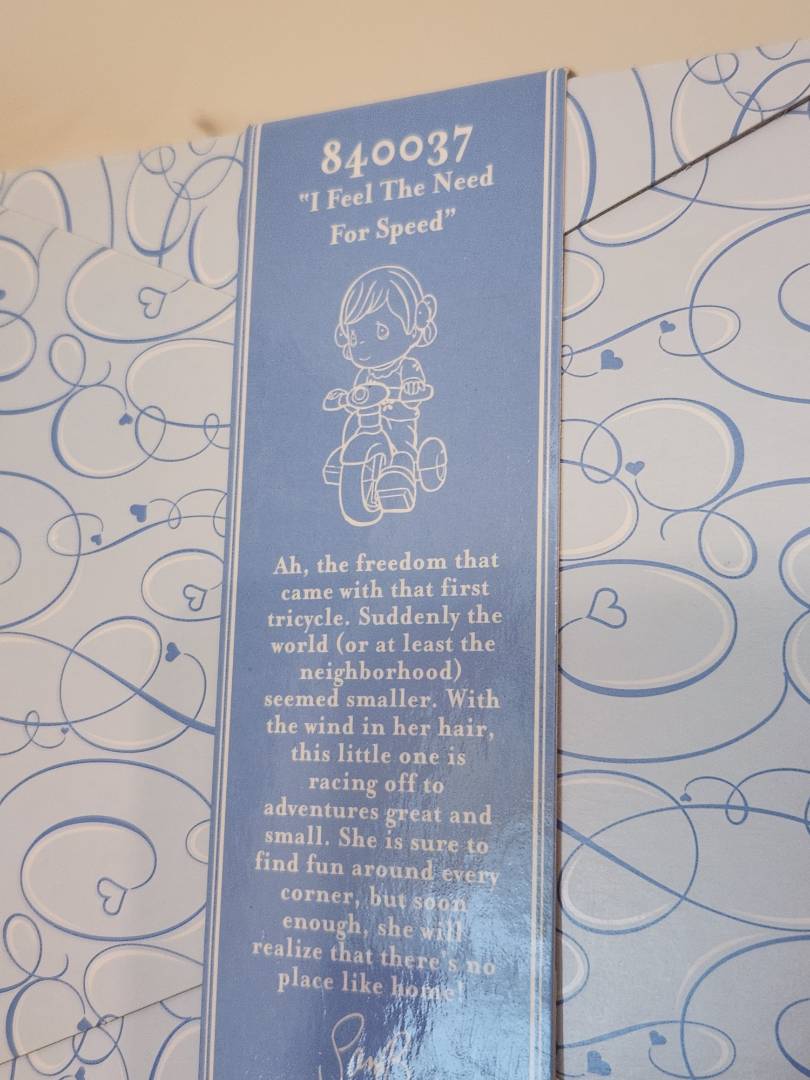 840037
"I Feel The Need
For Speed"
Ah, the freedom that
came with that first
tricycle. Suddenly the
world (or at least the
neighborhood)
seemed smaller. With
the wind in her hair,
this little one is
racing off to
adventures great and
small. She is sure to
find fun around every
corner, but soon
enough, she will
realize that there's no
place like home!